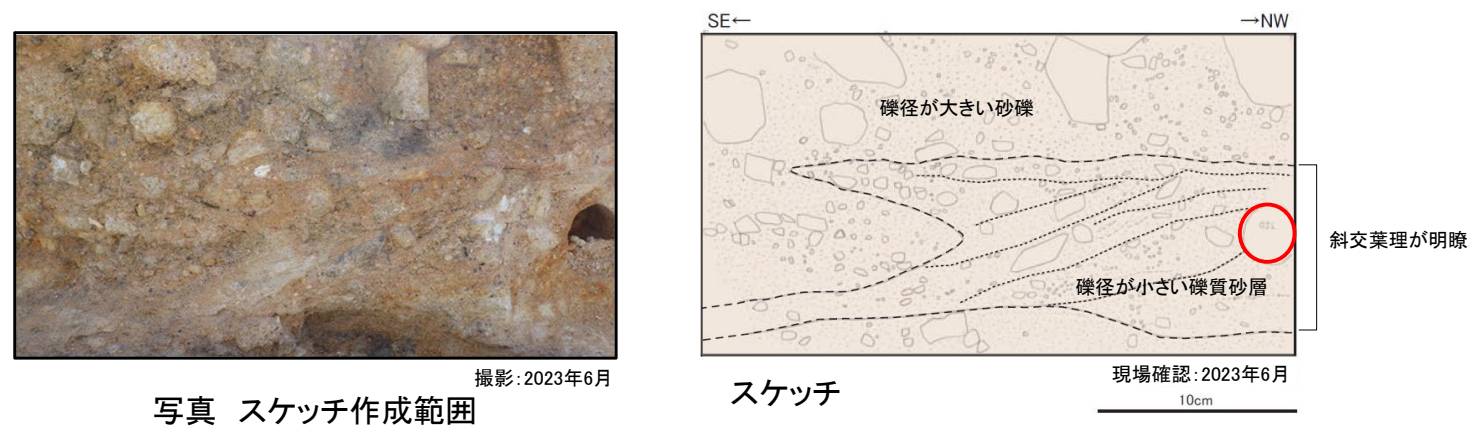 SE← →NW
礫径が大きい砂礫
斜交葉理が明瞭
礫径が小さい礫質砂層
撮影：2023年6月
現場確認：2023年6月
写真　スケッチ作成範囲
スケッチ
10cm